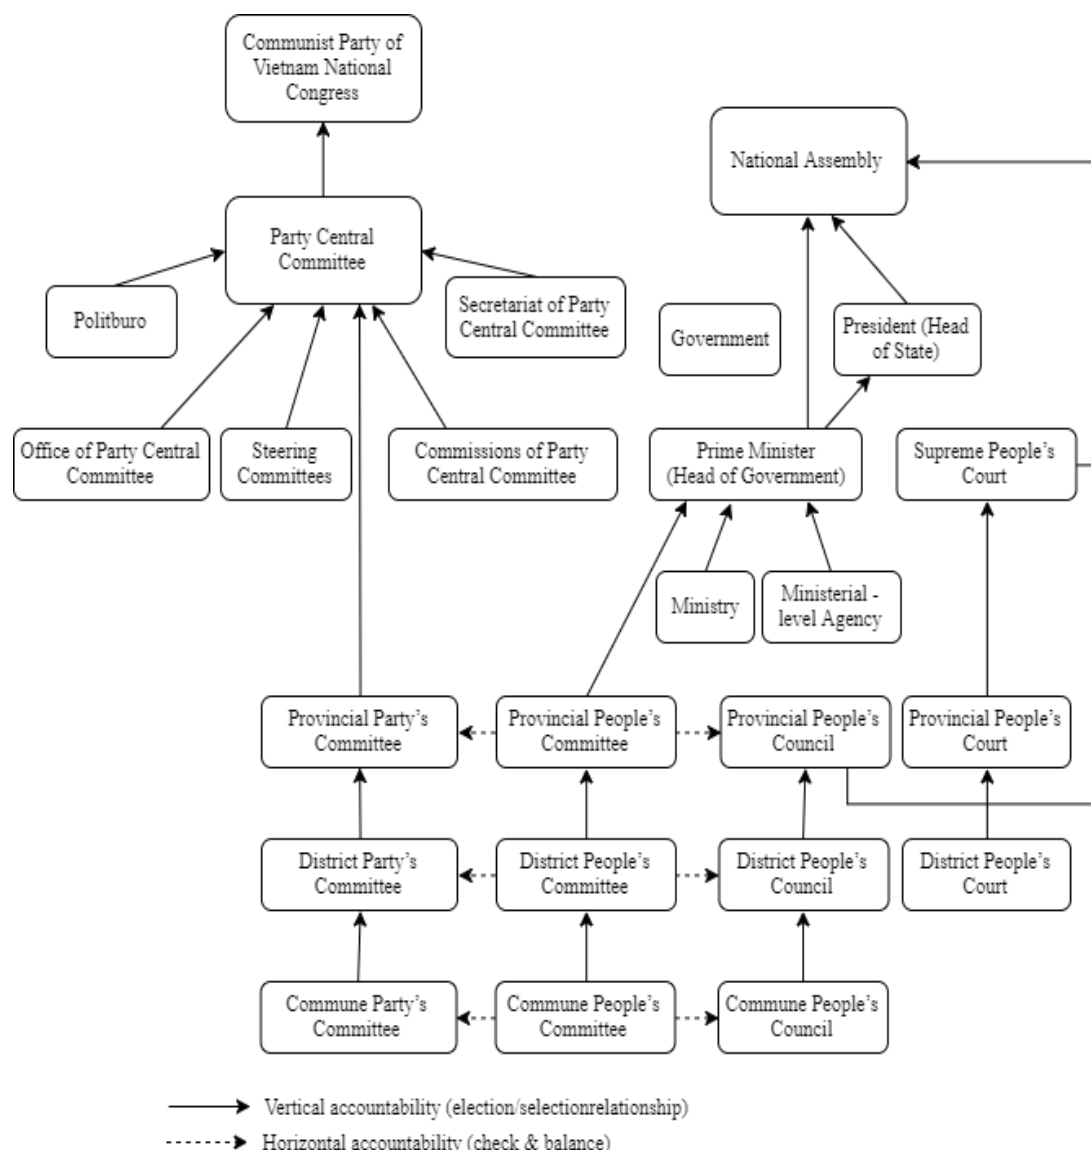 Communist Party of
Vietnam National
Congress
National Assembly
Party Central
Committee
Politburo
Secretariat of Party
Central Committee
Government
President (Head
of State)
Office of Party Central
Committee
Steering
Committees
Commissions of Party
Central Committee
Prime Minister
(Head of Government)
Supreme People's
Court
Ministry
Ministerial -
level Agency
Provincial Party's
Committee
Provincial People's
Committee
Provincial People's
Council
Provincial People's
Court
District Party's
Committee
District People's
Committee
District People's
Council
District People's
Court
Commune Party's
Committee
Commune People's
Committee
Commune People's
Council
Vertical accountability (election/selectionrelationship)
Horizontal accountability (check & balance)